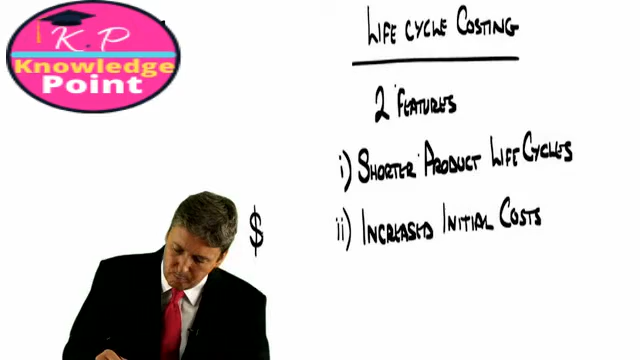 K.P
Knowledge
Point
LIFE CYCLE COSTING
2 FEATURES
i) SHORTER PRODUCT LIFE CYCLES
ii) INCREASED INITIAL COSTS
$